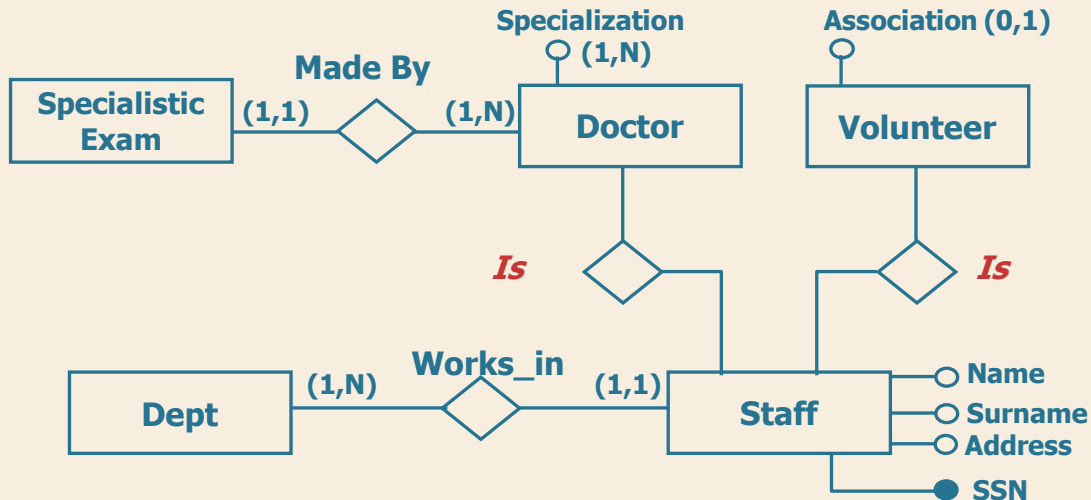 Specialization
(1,N)
Association (0,1)
Made By
Specialistic
Exam
(1,1)
(1,N)
Doctor
Volunteer
Is
Is
Works_in
Dept
(1,N)
(1,1)
Staff
Name
Surname
Address
SSN